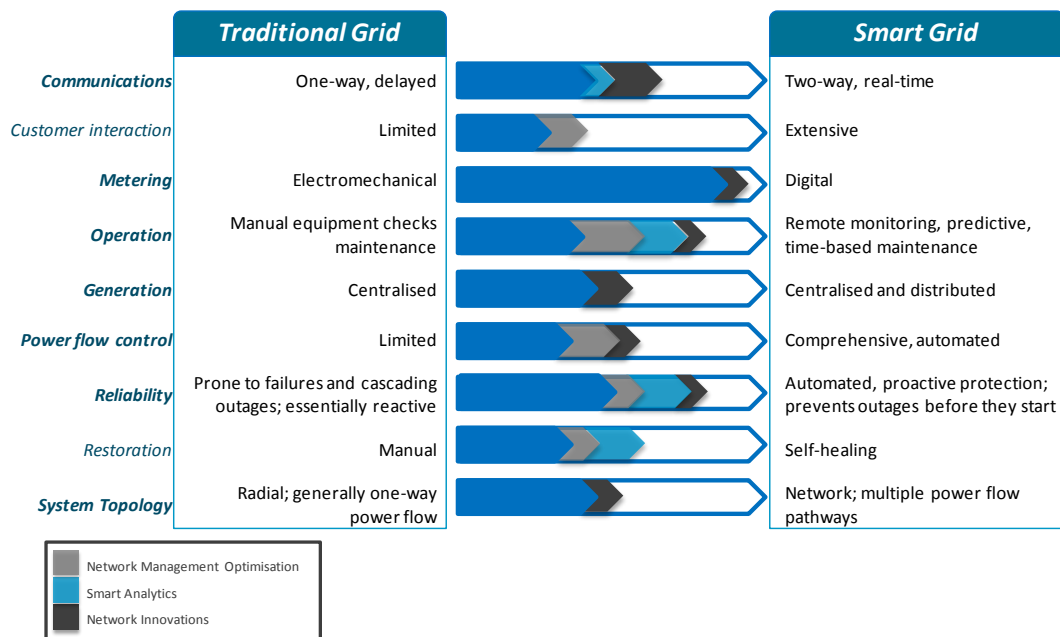 Traditional Grid
Smart Grid
Communications
One-way, delayed
Two-way, real-time
Customer interaction
Limited
Extensive
Metering
Electromechanical
Digital
Operation
Manual equipment checks
maintenance
Remote monitoring, predictive,
time-based maintenance
Generation
Centralised
Centralised and distributed
Power flow control
Limited
Comprehensive, automated
Reliability
Prone to failures and cascading
outages; essentially reactive
Automated, proactive protection;
prevents outages before they start
Restoration
Manual
Self-healing
System Topology
Radial; generally one-way
power flow
Network; multiple power flow
pathways
Network Management Optimisation
Smart Analytics
Network Innovations